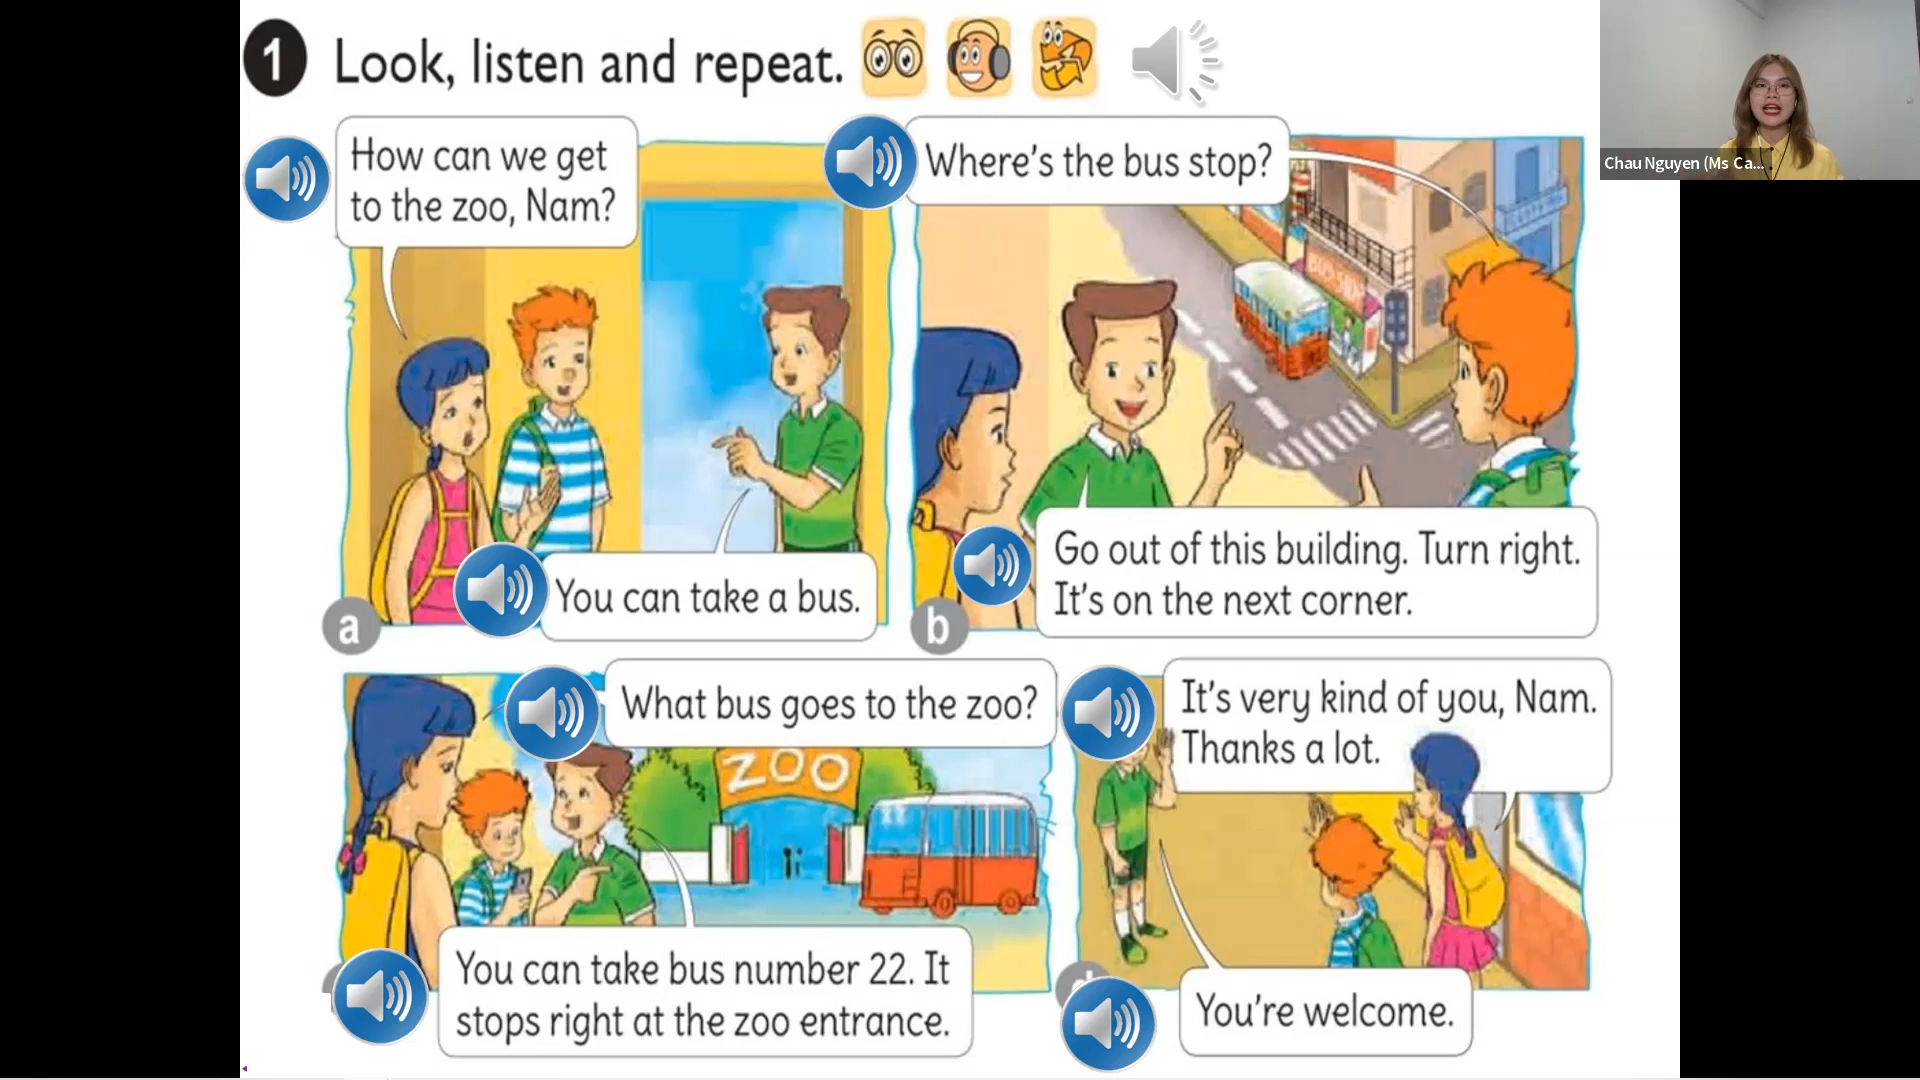 1 Look, listen and repeat.
Chau Nguyen (Ms Ca...
How can we get
to the zoo, Nam?
You can take a bus.
a
Where's the bus stop?
BUS STOP
Go out of this building. Turn right.
It's on the next corner.
b
What bus goes to the zoo?
ZOO
You can take bus number 22. It
stops right at the zoo entrance.
It's very kind of you, Nam.
Thanks a lot.
You're welcome.